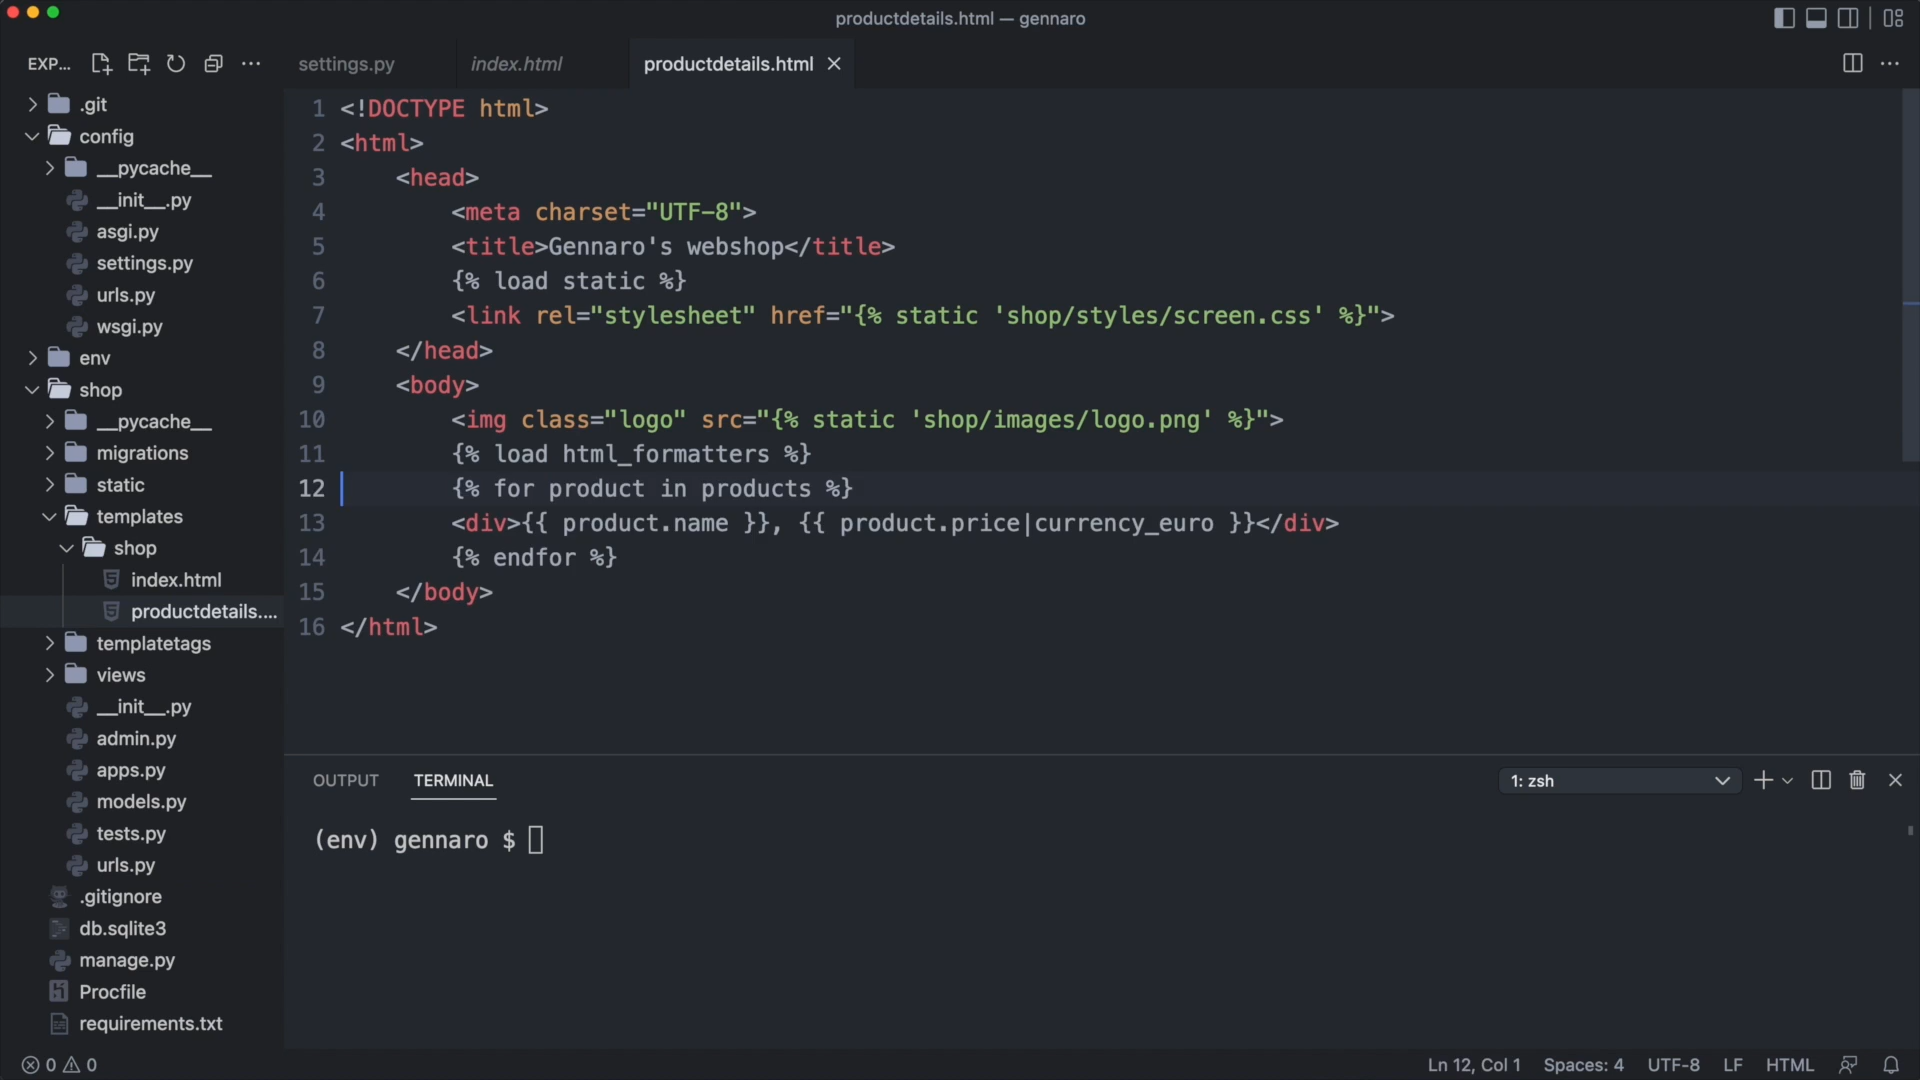 productdetails.html — gennaro
EXP...
settings.py
index.html
productdetails.html
.git
config
__pycache__
__init__.py
asgi.py
settings.py
urls.py
wsgi.py
env
shop
__pycache__
migrations
static
templates
shop
index.html
productdetails....
templatetags
views
__init__.py
admin.py
apps.py
models.py
tests.py
urls.py
.gitignore
db.sqlite3
manage.py
Procfile
requirements.txt
1 <!DOCTYPE html>
2 <html>
3     <head>
4         <meta charset="UTF-8">
5         <title>Gennaro's webshop</title>
6         {% load static %}
7         <link rel="stylesheet" href="{% static 'shop/styles/screen.css' %}">
8     </head>
9     <body>
10         <img class="logo" src="{% static 'shop/images/logo.png' %}">
11         {% load html_formatters %}
12         {% for product in products %}
13         <div>{{ product.name }}, {{ product.price|currency_euro }}</div>
14         {% endfor %}
15     </body>
16 </html>
OUTPUT TERMINAL
1: zsh
(env) gennaro $
0 0
Ln 12, Col 1 Spaces: 4 UTF-8 LF HTML